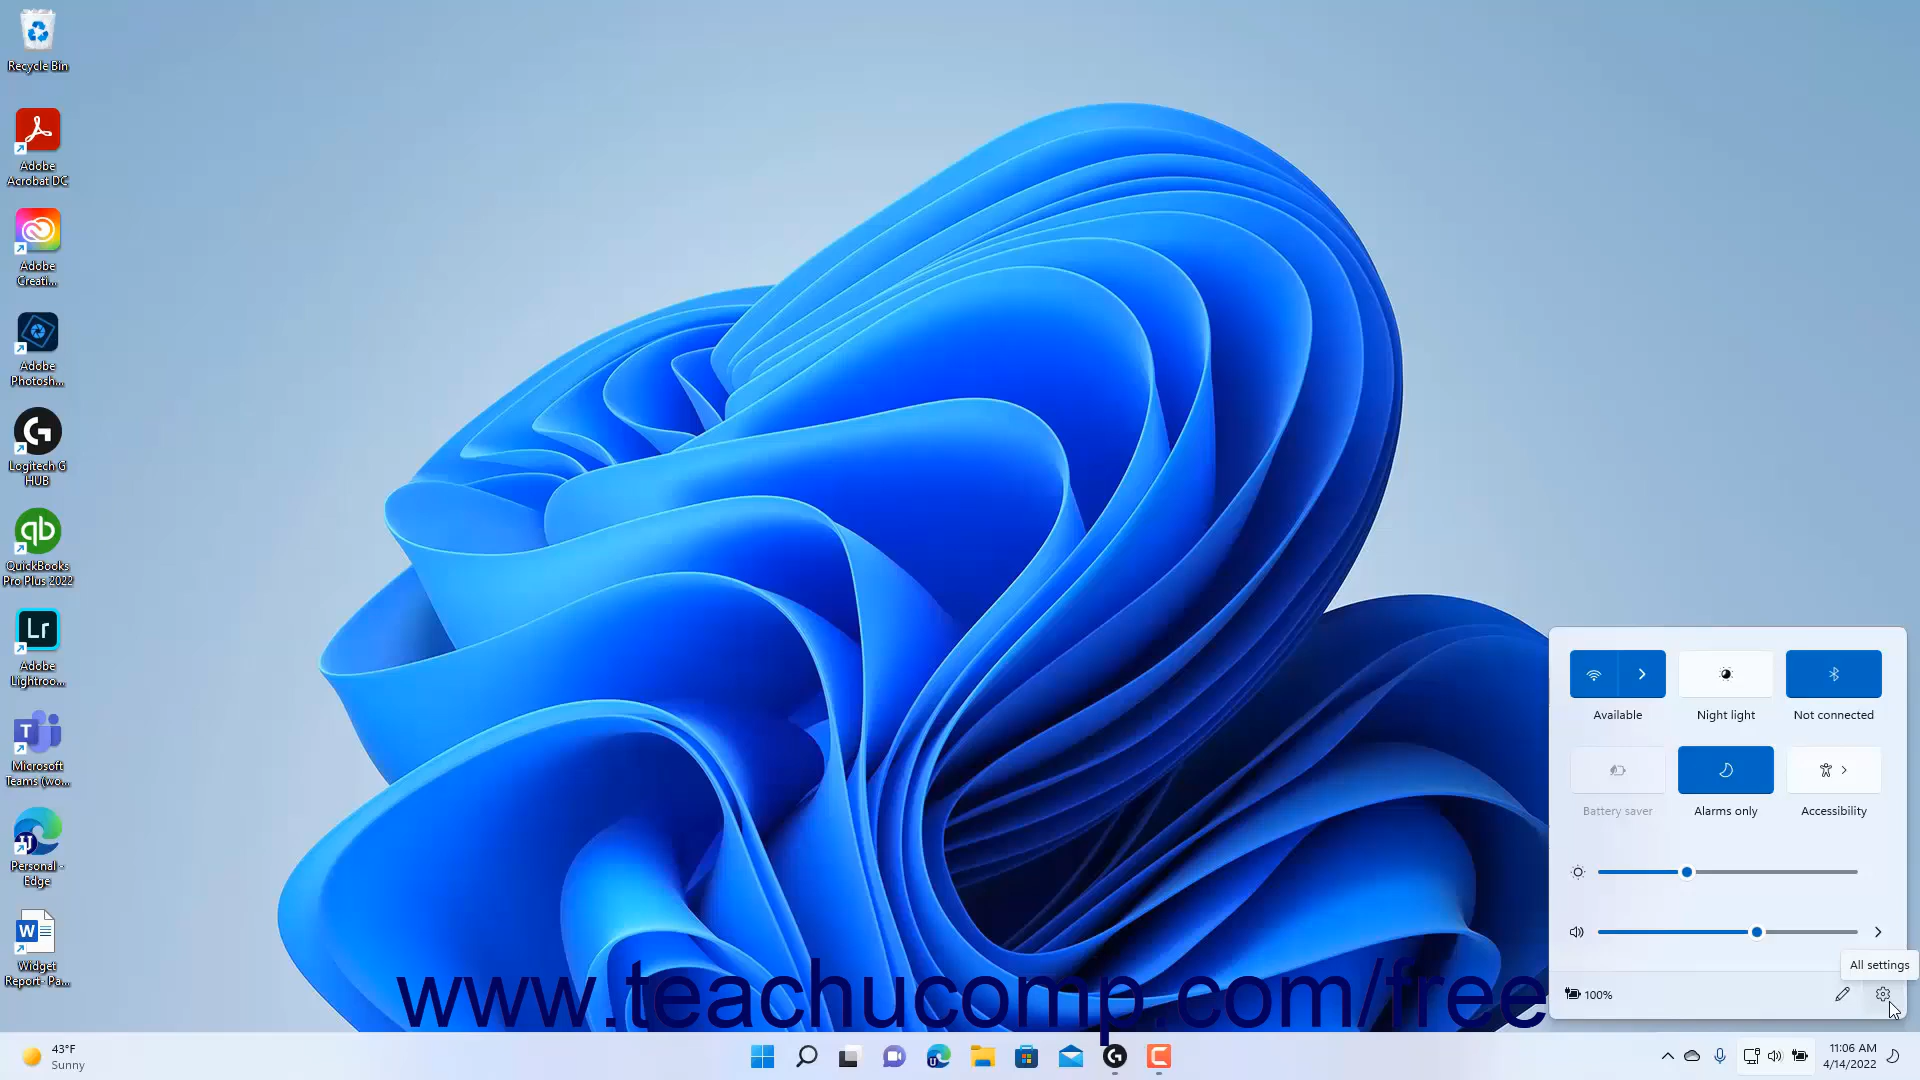 Recycle Bin
Adobe
Acrobat DC
Adobe
Creati...
Adobe
Photosh...
Logitech G
HUB
QuickBooks
Pro Plus 2022
Lr
Adobe
Lightroo...
Microsoft
Teams (wo...
Personal -
Edge
Widget
Report- Pa...
Available
Night light
Not connected
Battery saver
Alarms only
Accessibility
All settings
100%
www.teachucomp.com/free
43°F
Sunny
11:06 AM
4/14/2022